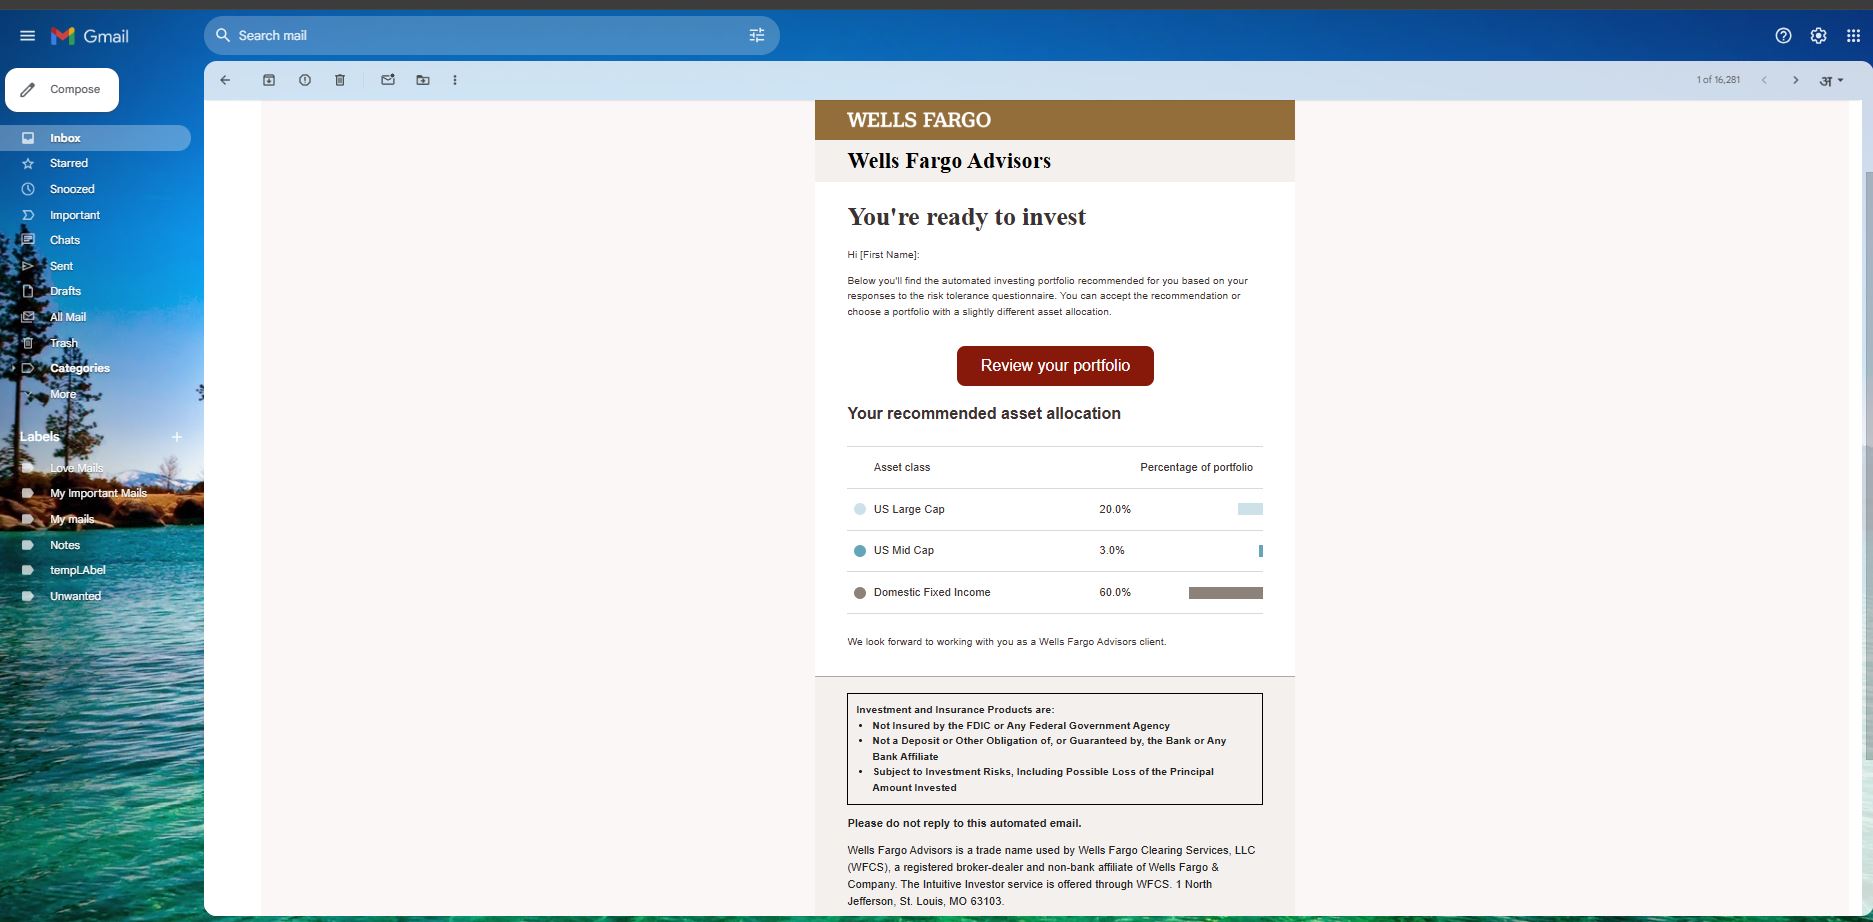 Gmail
Search mail
Compose
1 of 16,281
अ
Inbox
Starred
Snoozed
Important
Chats
Sent
Drafts
All Mail
Trash
Categories
More
Labels
Love Mails
My Important Mails
My mails
Notes
tempLAbel
Unwanted
WELLS FARGO
Wells Fargo Advisors
You're ready to invest
Hi [First Name]:
Below you'll find the automated investing portfolio recommended for you based on your
responses to the risk tolerance questionnaire. You can accept the recommendation or
choose a portfolio with a slightly different asset allocation.
Review your portfolio
Your recommended asset allocation
Asset class Percentage of portfolio
US Large Cap 20.0%
US Mid Cap 3.0%
Domestic Fixed Income 60.0%
We look forward to working with you as a Wells Fargo Advisors client.
Investment and Insurance Products are:
• Not Insured by the FDIC or Any Federal Government Agency
• Not a Deposit or Other Obligation of, or Guaranteed by, the Bank or Any
Bank Affiliate
• Subject to Investment Risks, Including Possible Loss of the Principal
Amount Invested
Please do not reply to this automated email.
Wells Fargo Advisors is a trade name used by Wells Fargo Clearing Services, LLC
(WFCS), a registered broker-dealer and non-bank affiliate of Wells Fargo &
Company. The Intuitive Investor service is offered through WFCS. 1 North
Jefferson, St. Louis, MO 63103.